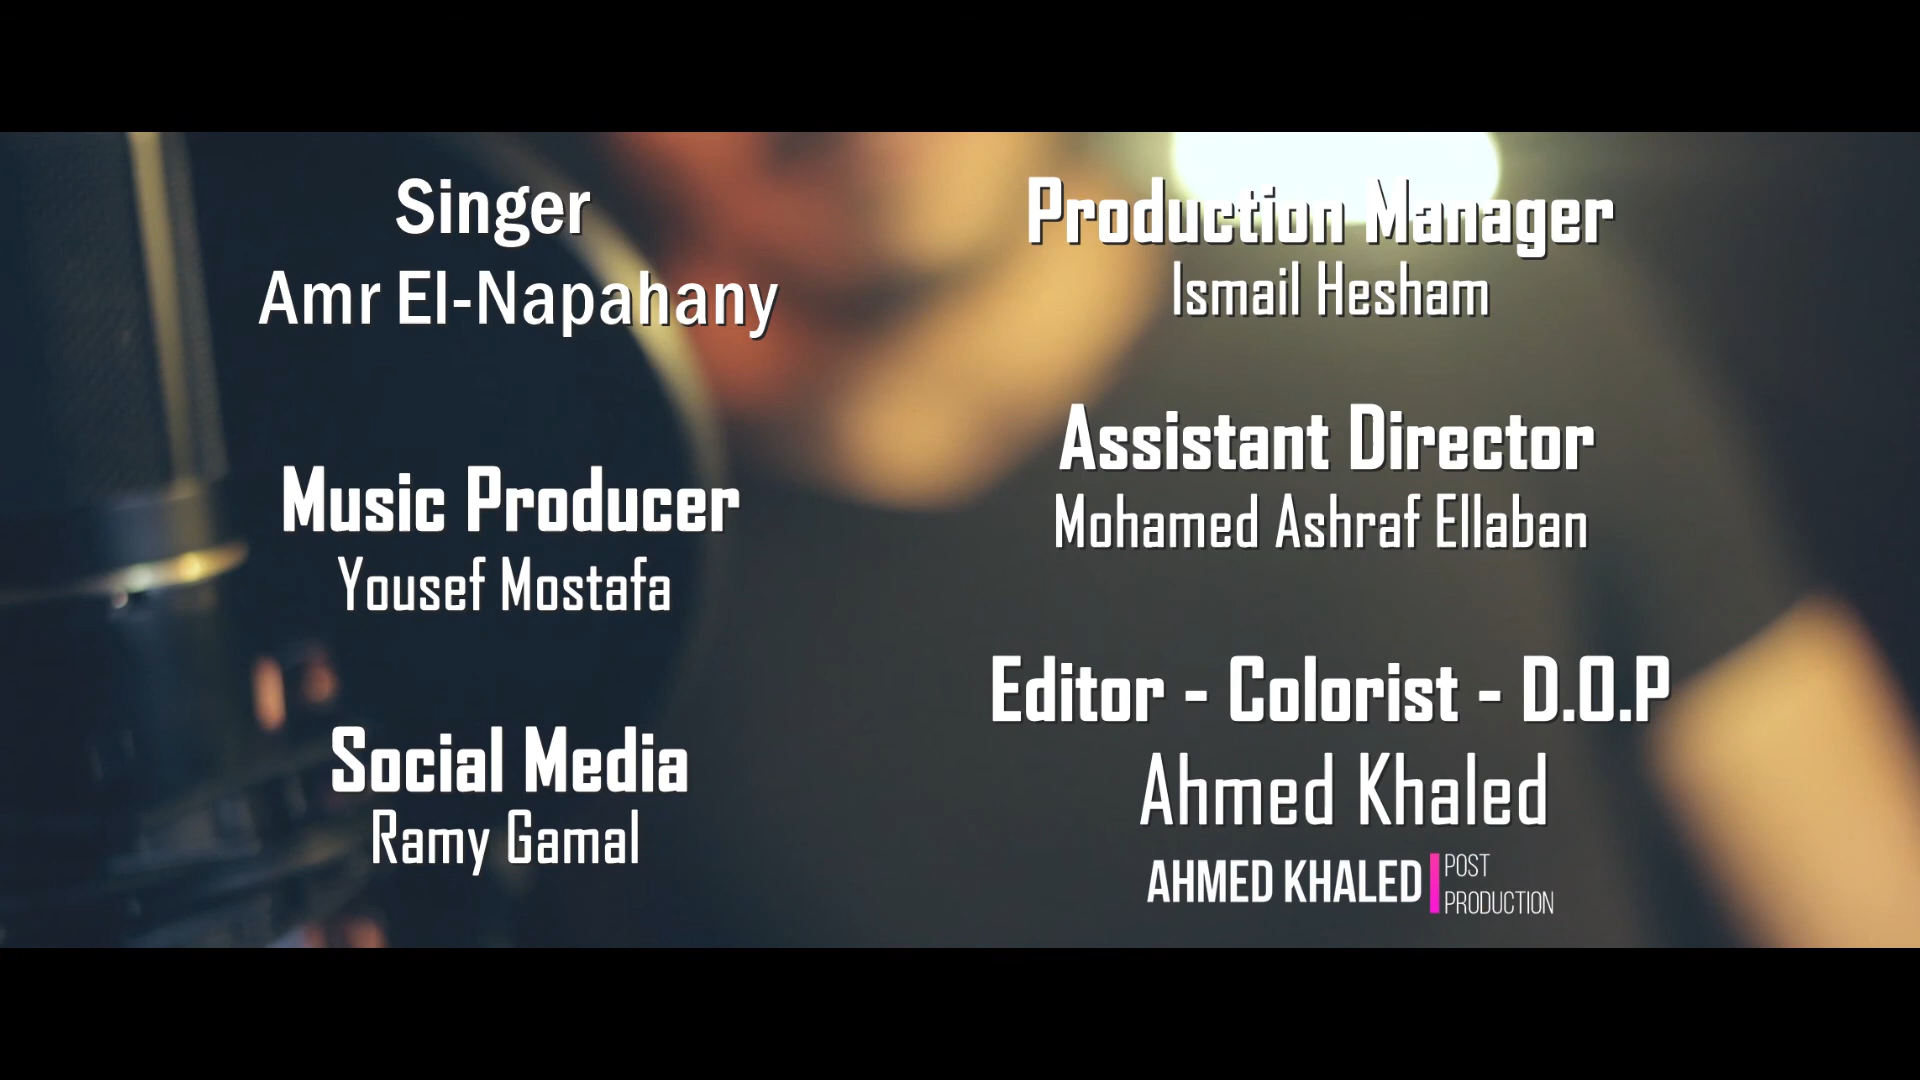 Singer
Amr El-Napahany
Music Producer
Yousef Mostafa
Social Media
Ramy Gamal
Production Manager
Ismail Hesham
Assistant Director
Mohamed Ashraf Ellaban
Editor - Colorist - D.O.P
Ahmed Khaled
AHMED KHALED
POST
PRODUCTION